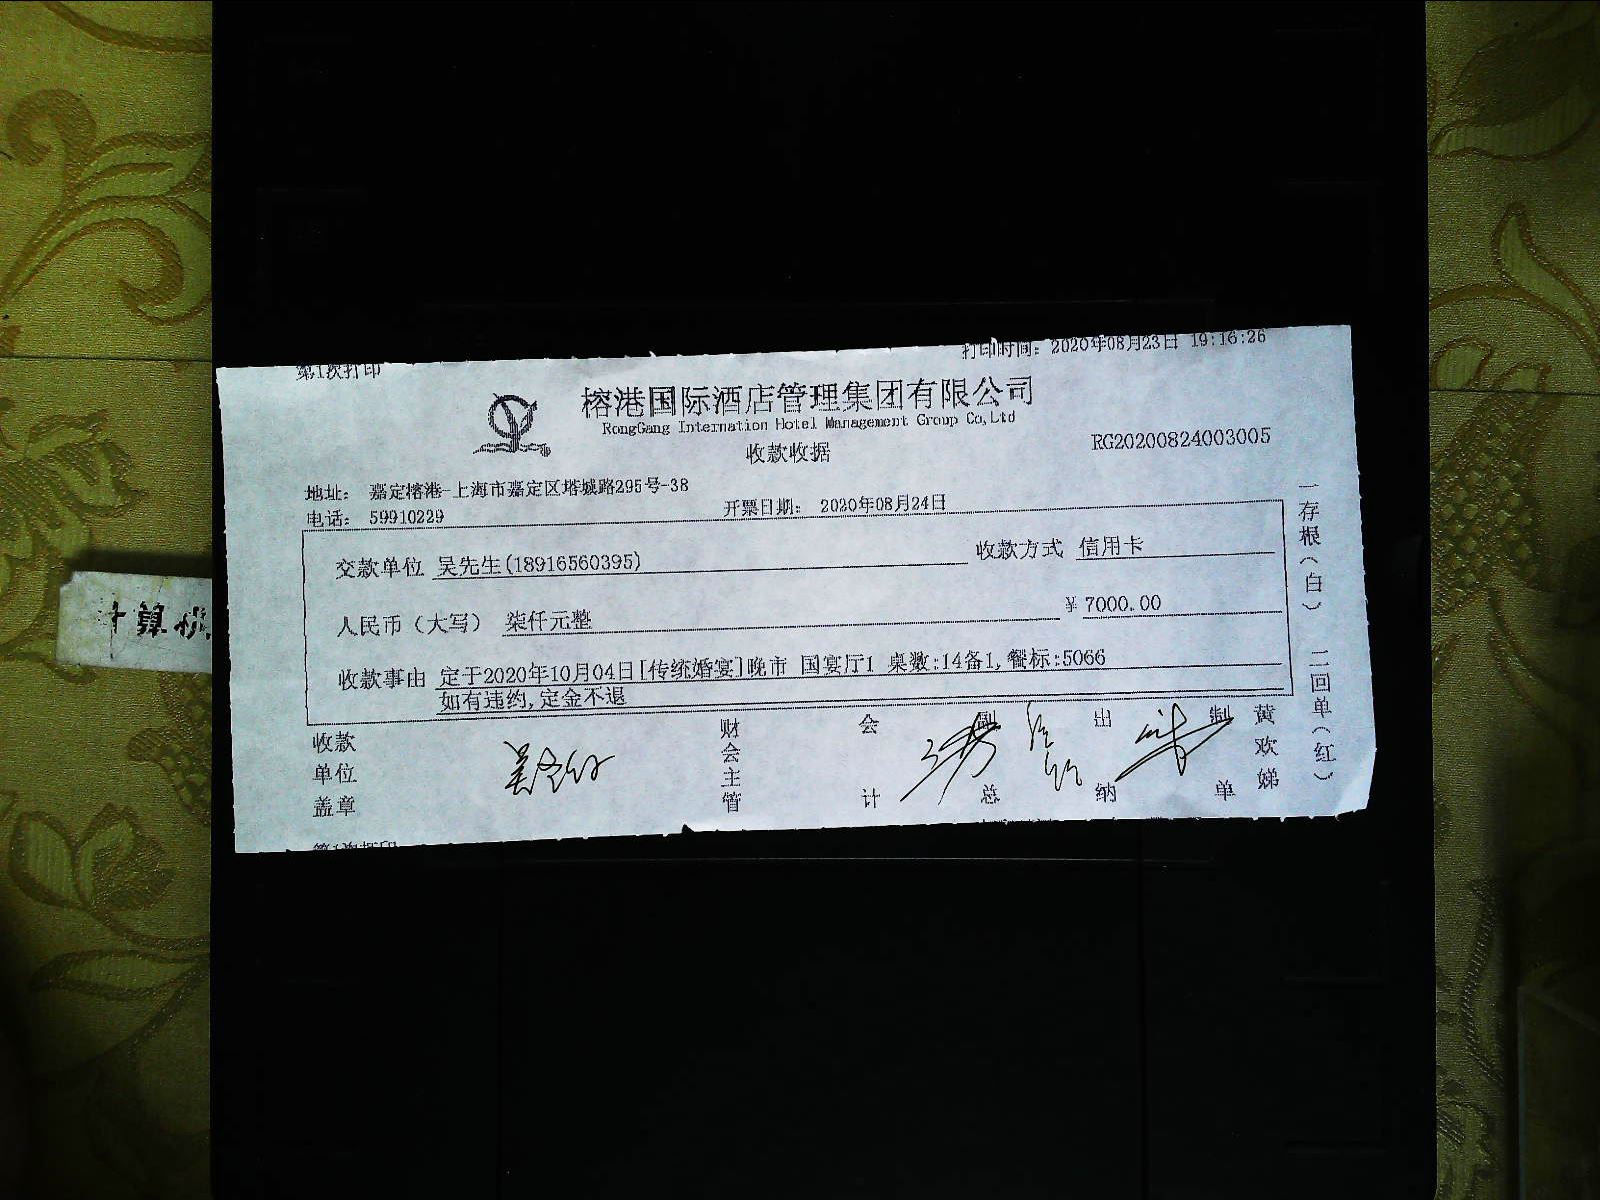 第1次打印
打印时间：2020年08月23日 19:16:26
榕港国际酒店管理集团有限公司
RongGang Internation Hotel Management Group Co,Ltd
收款收据
RG20200824003005
地址： 嘉定榕港-上海市嘉定区塔城路295号-38
电话： 59910229
开票日期： 2020年08月24日
交款单位 吴先生(18916560395)
收款方式 信用卡
人民币（大写） 柒仟元整
￥ 7000.00
收款事由 定于2020年10月04日[传统婚宴]晚市 国宴厅1 桌数:14备1,餐标:5066
如有违约,定金不退
收款单位盖章
财会主管
会计
副总
出纳
制单
黄欢娣
一存根（白） 二回单（红）
计算机